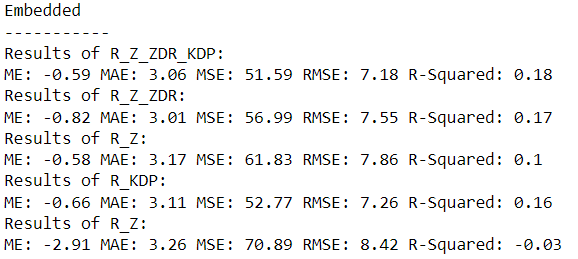 Embedded
-----------
Results of R_Z_ZDR_KDP:
ME: -0.59 MAE: 3.06 MSE: 51.59 RMSE: 7.18 R-Squared: 0.18
Results of R_Z_ZDR:
ME: -0.82 MAE: 3.01 MSE: 56.99 RMSE: 7.55 R-Squared: 0.17
Results of R_Z:
ME: -0.58 MAE: 3.17 MSE: 61.83 RMSE: 7.86 R-Squared: 0.1
Results of R_KDP:
ME: -0.66 MAE: 3.11 MSE: 52.77 RMSE: 7.26 R-Squared: 0.16
Results of R_Z:
ME: -2.91 MAE: 3.26 MSE: 70.89 RMSE: 8.42 R-Squared: -0.03